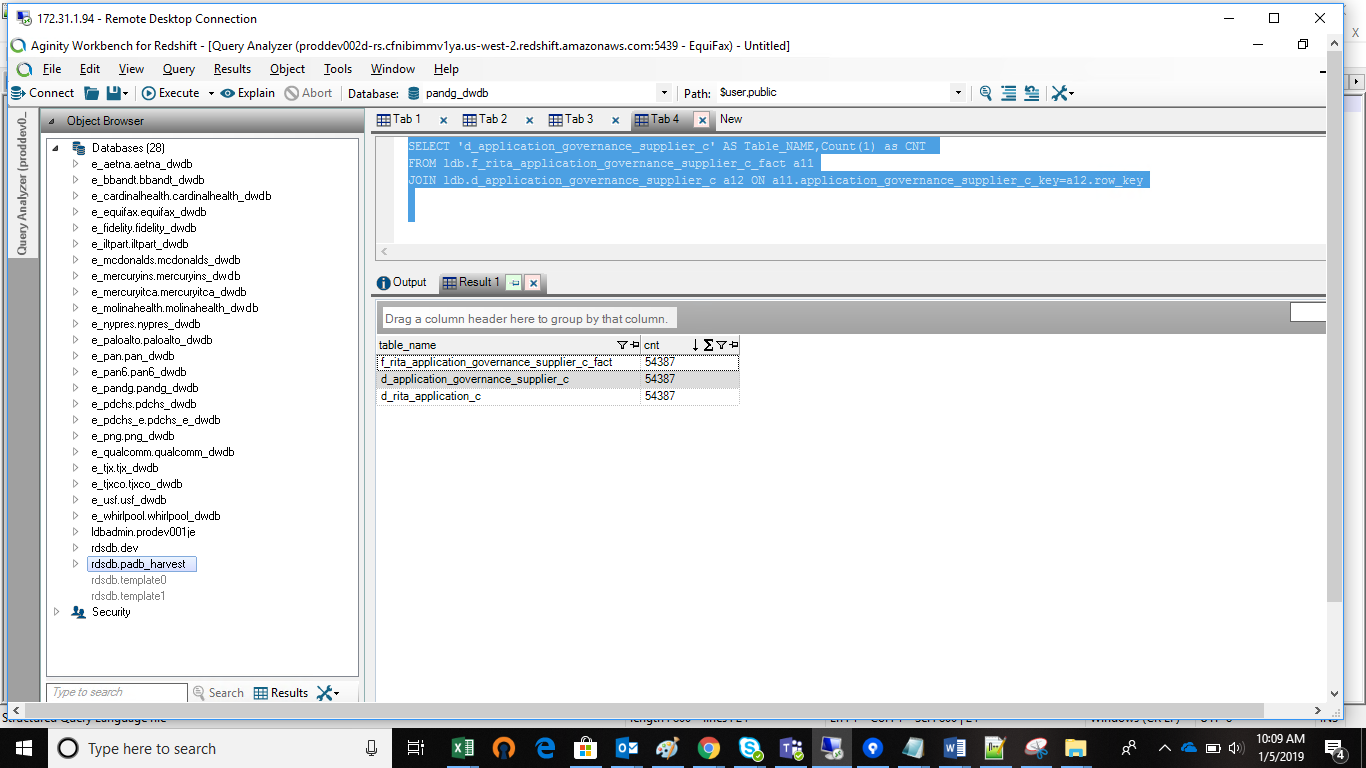 172.31.1.94 - Remote Desktop Connection
Aginity Workbench for Redshift - [Query Analyzer (proddev002d-rs.cfnibimmv1ya.us-west-2.redshift.amazonaws.com:5439 - EquiFax) - Untitled]
File Edit View Query Results Object Tools Window Help
Connect Execute Explain Abort Database: pandg_dwdb Path: $user,public
Query Analyzer (proddev0...
Object Browser
Databases (28)
e_aetna.aetna_dwdb
e_bbandt.bbandt_dwdb
e_cardinalhealth.cardinalhealth_dwdb
e_equifax.equifax_dwdb
e_fidelity.fidelity_dwdb
e_iltpart.iltpart_dwdb
e_mcdonalds.mcdonalds_dwdb
e_mercuryins.mercuryins_dwdb
e_mercuryitca.mercuryitca_dwdb
e_molinahealth.molinahealth_dwdb
e_nypres.nypres_dwdb
e_paloalto.paloalto_dwdb
e_pan.pan_dwdb
e_pan6.pan6_dwdb
e_pandg.pandg_dwdb
e_pdchs.pdchs_dwdb
e_pdchs_e.pdchs_e_dwdb
e_png.png_dwdb
e_qualcomm.qualcomm_dwdb
e_tjx.tjx_dwdb
e_tjxco.tjxco_dwdb
e_usf.usf_dwdb
e_whirlpool.whirlpool_dwdb
ldbadmin.prodev001je
rdsdb.dev
rdsdb.padb_harvest
rdsdb.template0
rdsdb.template1
Security
Type to search Search Results
Tab 1 Tab 2 Tab 3 Tab 4 New
SELECT 'd_application_governance_supplier_c' AS Table_NAME,Count(1) as CNT
FROM ldb.f_rita_application_governance_supplier_c_fact a11
JOIN ldb.d_application_governance_supplier_c a12 ON a11.application_governance_supplier_c_key=a12.row_key
Output Result 1
Drag a column header here to group by that column.
table_name cnt
f_rita_application_governance_supplier_c_fact 54387
d_application_governance_supplier_c 54387
d_rita_application_c 54387
Type here to search
10:09 AM
1/5/2019
4